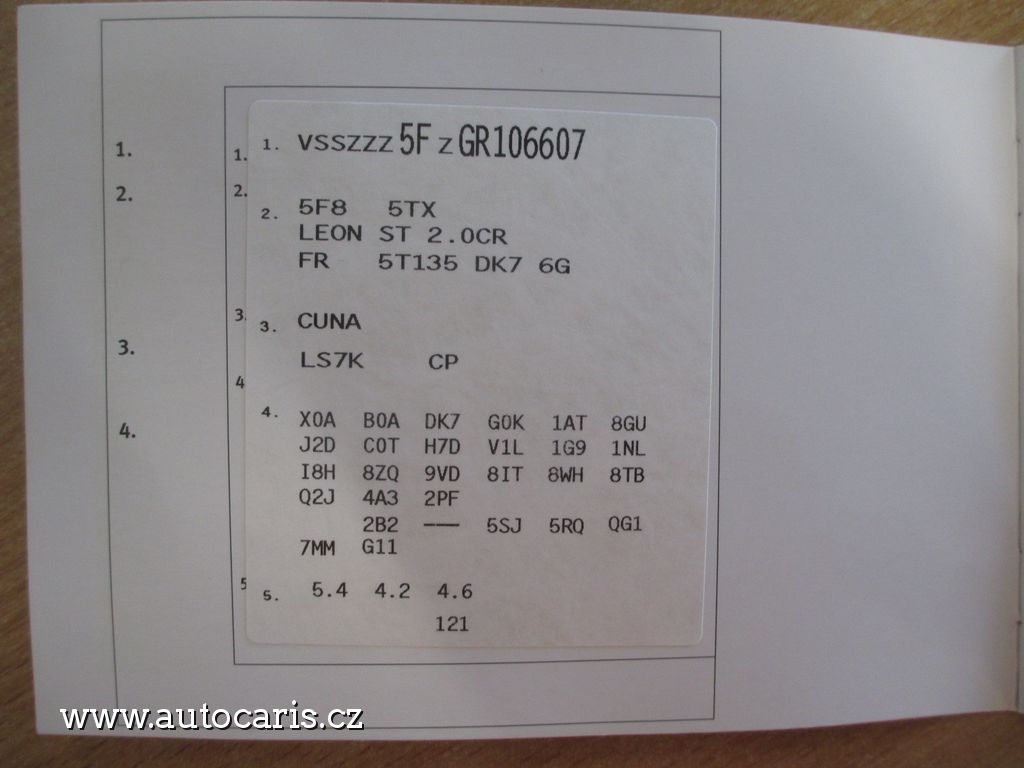 1. 1. 1. VSSZZZ 5F Z GR106607
2. 2. 2. 5F8 5TX
LEON ST 2.0CR
FR 5T135 DK7 6G
3. 3. 3. CUNA
LS7K CP
4. 4 4. X0A B0A DK7 G0K 1AT 8GU
J2D C0T H7D V1L 1G9 1NL
I8H 8ZQ 9VD 8IT 8WH 8TB
Q2J 4A3 2PF
2B2 --- 5SJ 5RQ QG1
7MM G11
5 5. 5.4 4.2 4.6
121
www.autocaris.cz